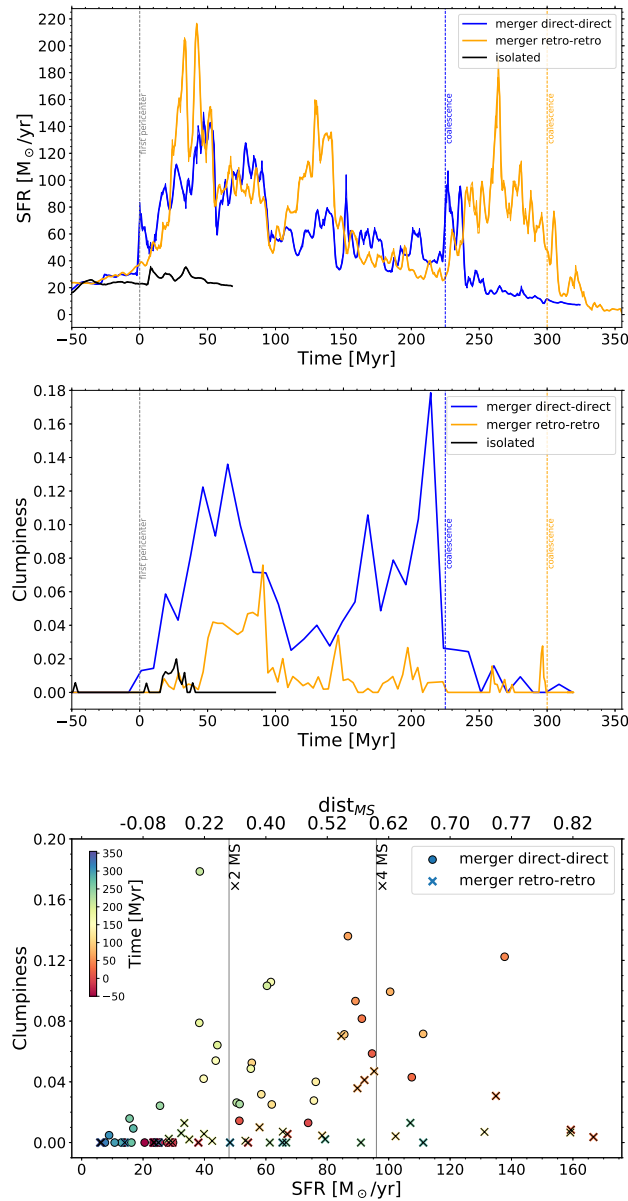 220
200
180
160
140
120
100
80
60
40
20
0
SFR [M⊙/yr]
merger direct-direct
merger retro-retro
isolated
first pericenter
coalescence
coalescence
−50 0 50 100 150 200 250 300 350
Time [Myr]
0.18
0.16
0.14
0.12
0.10
0.08
0.06
0.04
0.02
0.00
Clumpiness
merger direct-direct
merger retro-retro
isolated
first pericenter
coalescence
coalescence
−50 0 50 100 150 200 250 300 350
Time [Myr]
dist_MS
-0.08 0.22 0.40 0.52 0.62 0.70 0.77 0.82
0.20
0.16
0.12
0.08
0.04
0.00
Clumpiness
350
300
250
200
150
100
50
0
−50
Time [Myr]
×2 MS
×4 MS
merger direct-direct
merger retro-retro
0 20 40 60 80 100 120 140 160
SFR [M⊙/yr]